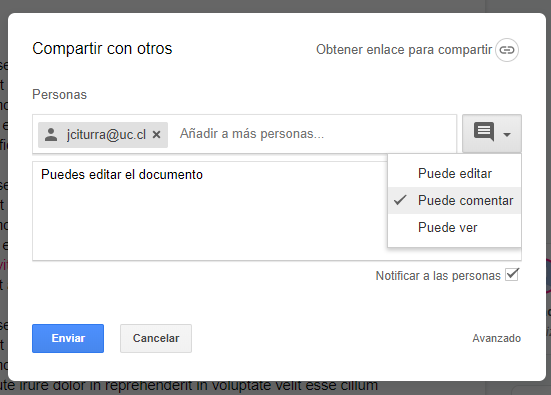 Compartir con otros
Obtener enlace para compartir
Personas
jciturra@uc.cl × Añadir a más personas...
Puede editar
Puede comentar
Puede ver
Puedes editar el documento
Notificar a las personas
Enviar Cancelar Avanzado
ute irure dolor in reprehenderit in voluptate velit esse cillum